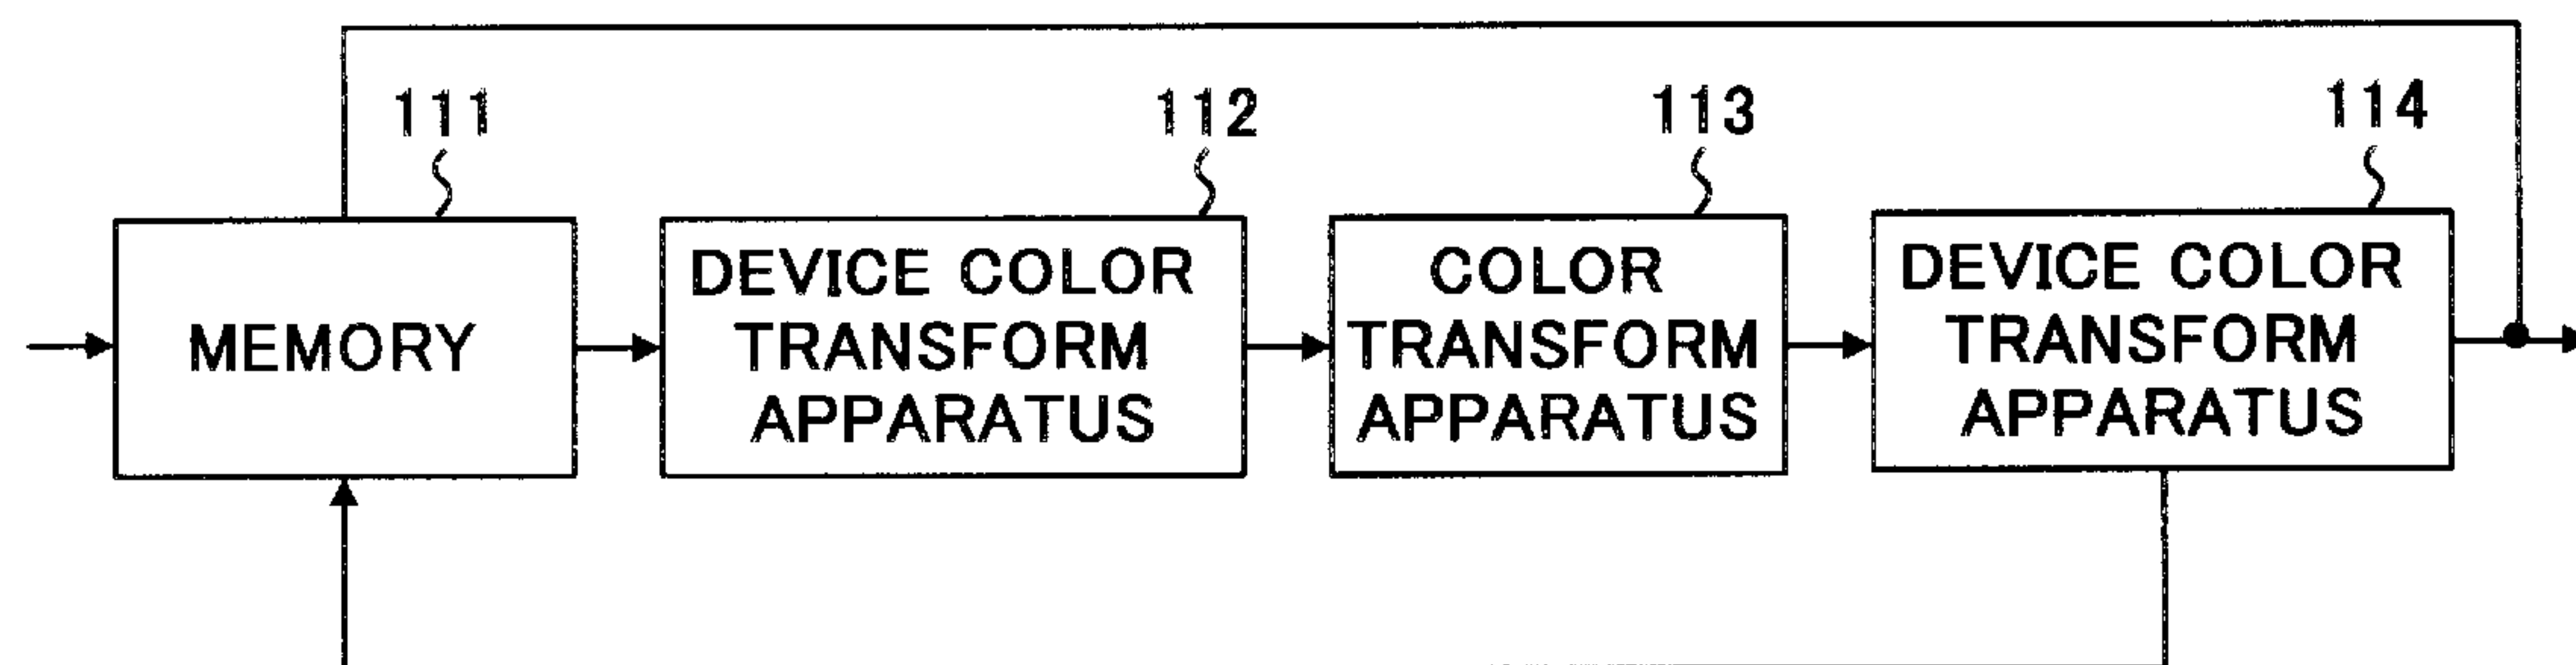 111
112
113
114
MEMORY
DEVICE COLOR
TRANSFORM
APPARATUS
COLOR
TRANSFORM
APPARATUS
DEVICE COLOR
TRANSFORM
APPARATUS